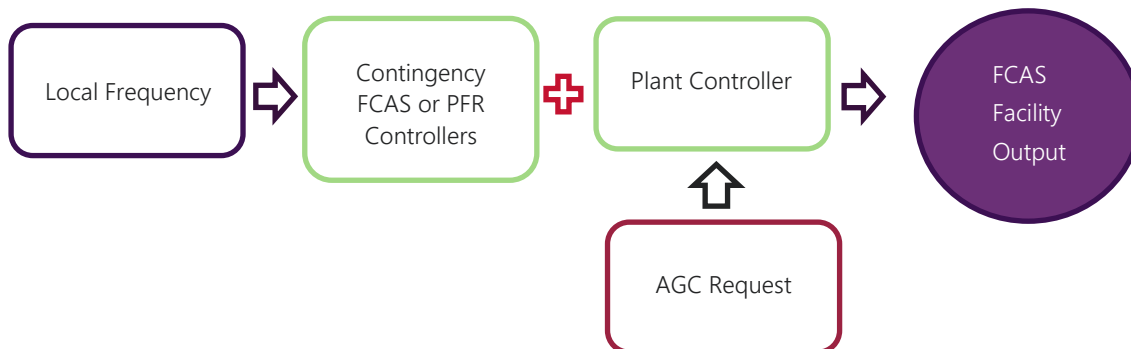 Local Frequency
Contingency
FCAS or PFR
Controllers
Plant Controller
FCAS
Facility
Output
AGC Request